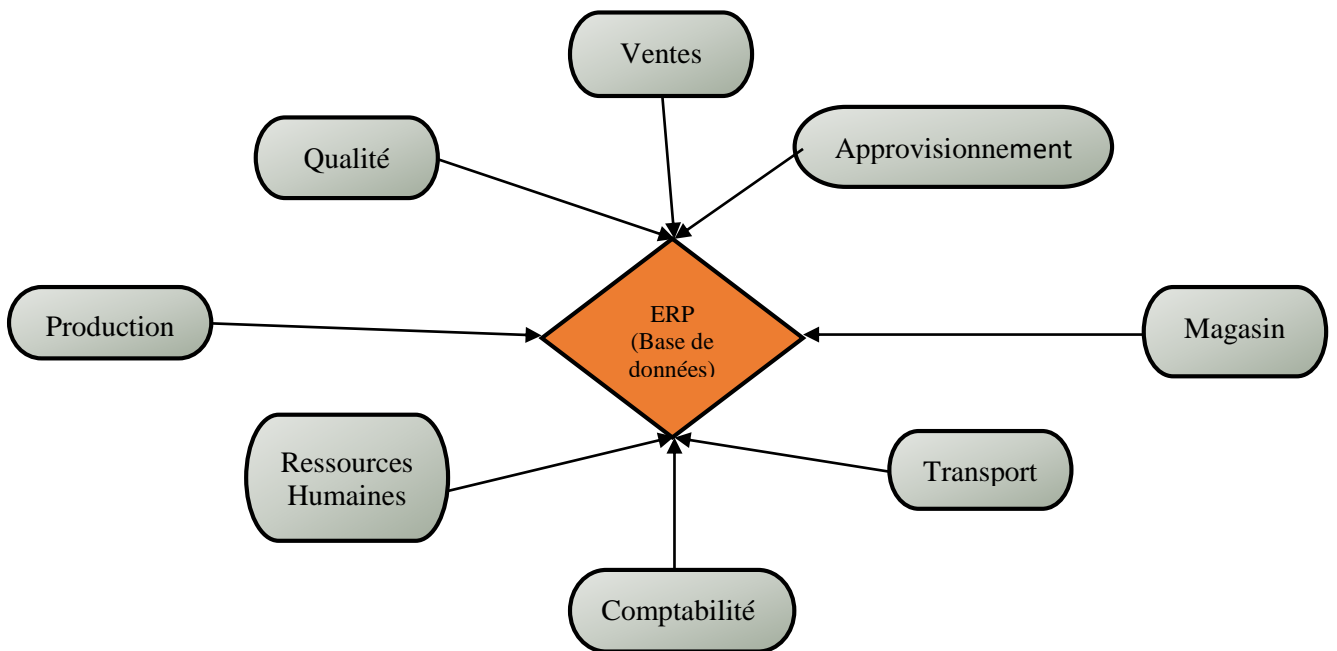 Ventes
Qualité
Approvisionnement
Production
ERP
(Base de
données)
Magasin
Ressources
Humaines
Transport
Comptabilité